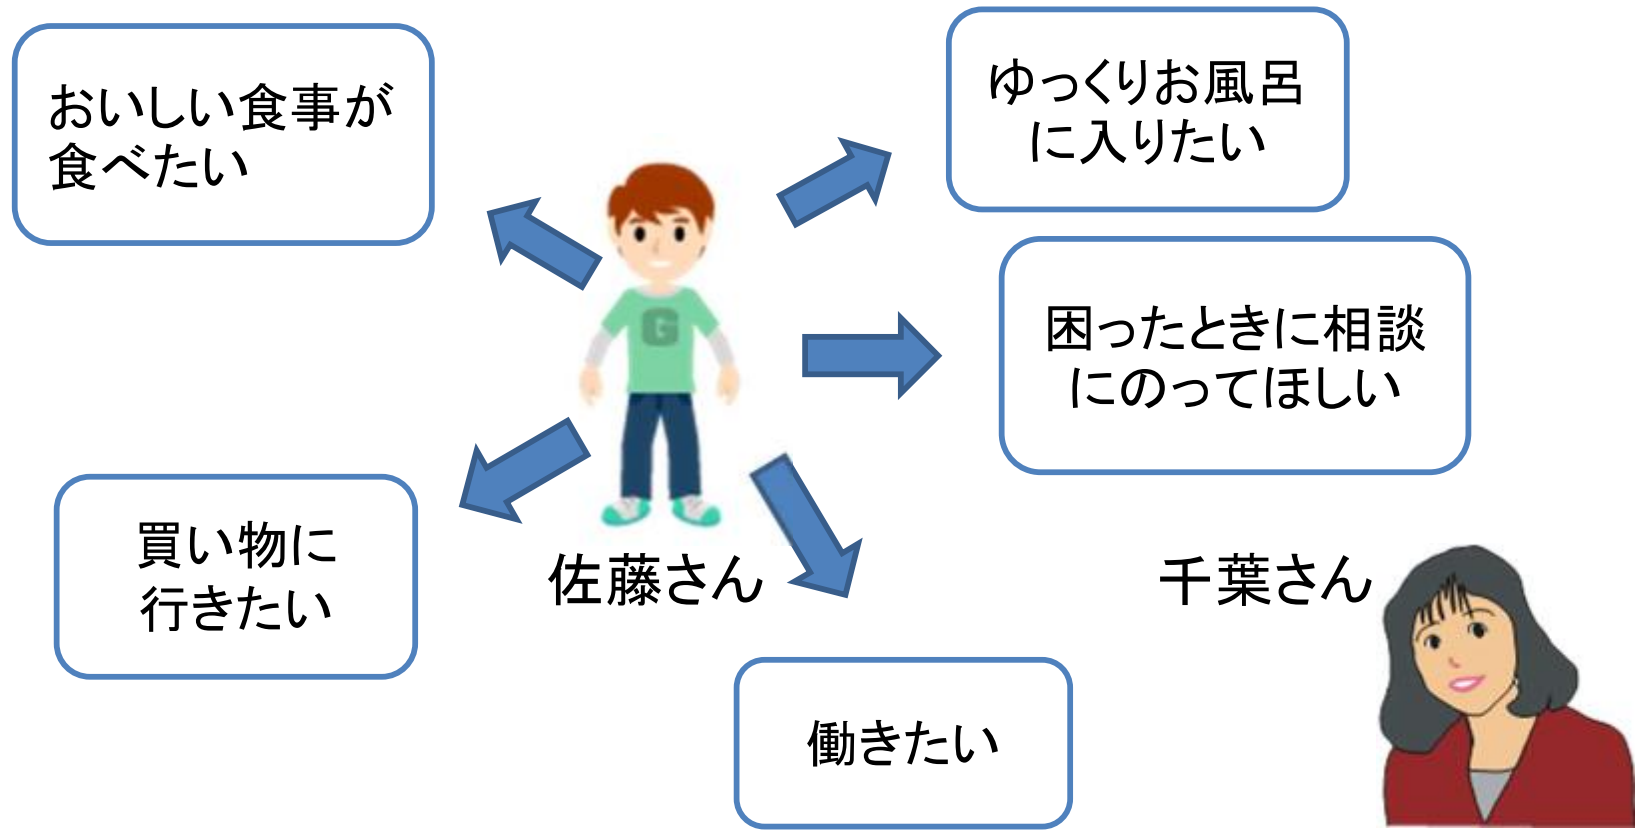 おいしい食事が
食べたい
ゆっくりお風呂
に入りたい
困ったときに相談
にのってほしい
G
買い物に
行きたい
佐藤さん
千葉さん
働きたい